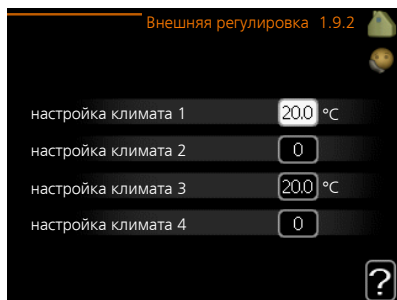 Внешняя регулировка 1.9.2
настройка климата 1 20.0 °C
настройка климата 2 0
настройка климата 3 20.0 °C
настройка климата 4 0
?